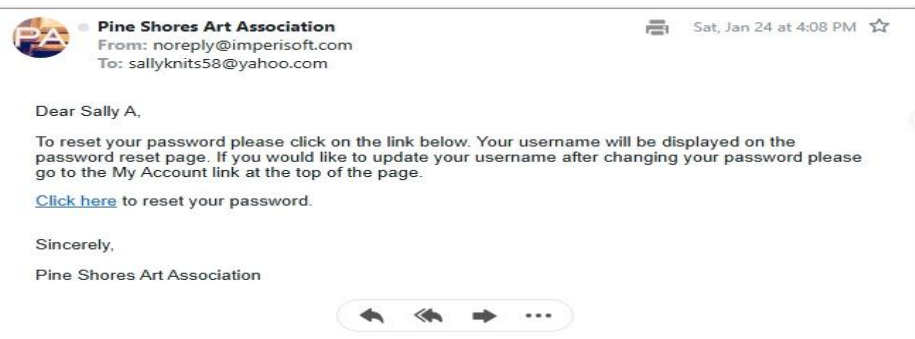 PA
Pine Shores Art Association
Sat, Jan 24 at 4:08 PM
From: noreply@imperisoft.com
To: sallyknits58@yahoo.com
Dear Sally A,
To reset your password please click on the link below. Your username will be displayed on the
password reset page. If you would like to update your username after changing your password please
go to the My Account link at the top of the page.
Click here to reset your password.
Sincerely,
Pine Shores Art Association